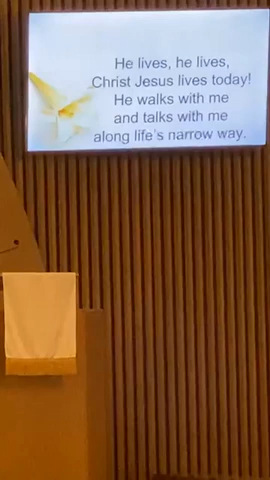 He lives, he lives,
Christ Jesus lives today!
He walks with me
and talks with me
along life's narrow way.